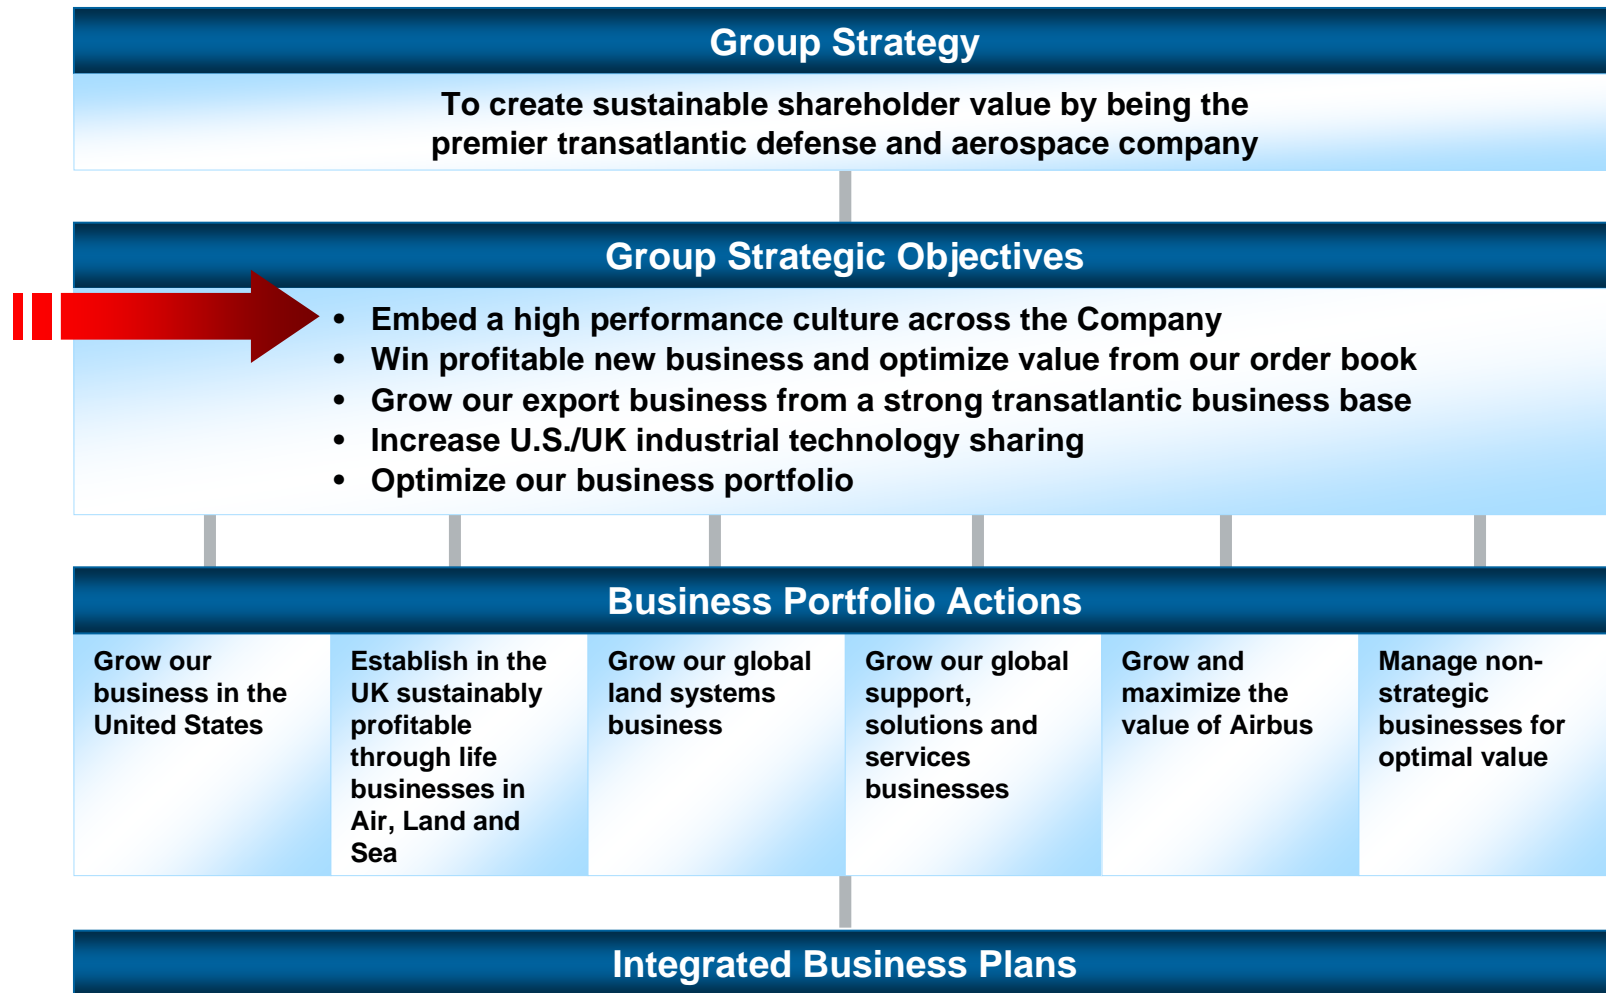 Group Strategy
To create sustainable shareholder value by being the
premier transatlantic defense and aerospace company
Group Strategic Objectives
• Embed a high performance culture across the Company
• Win profitable new business and optimize value from our order book
• Grow our export business from a strong transatlantic business base
• Increase U.S./UK industrial technology sharing
• Optimize our business portfolio
Business Portfolio Actions
Grow our
business in the
United States
Establish in the
UK sustainably
profitable
through life
businesses in
Air, Land and
Sea
Grow our global
land systems
business
Grow our global
support,
solutions and
services
businesses
Grow and
maximize the
value of Airbus
Manage non-
strategic
businesses for
optimal value
Integrated Business Plans